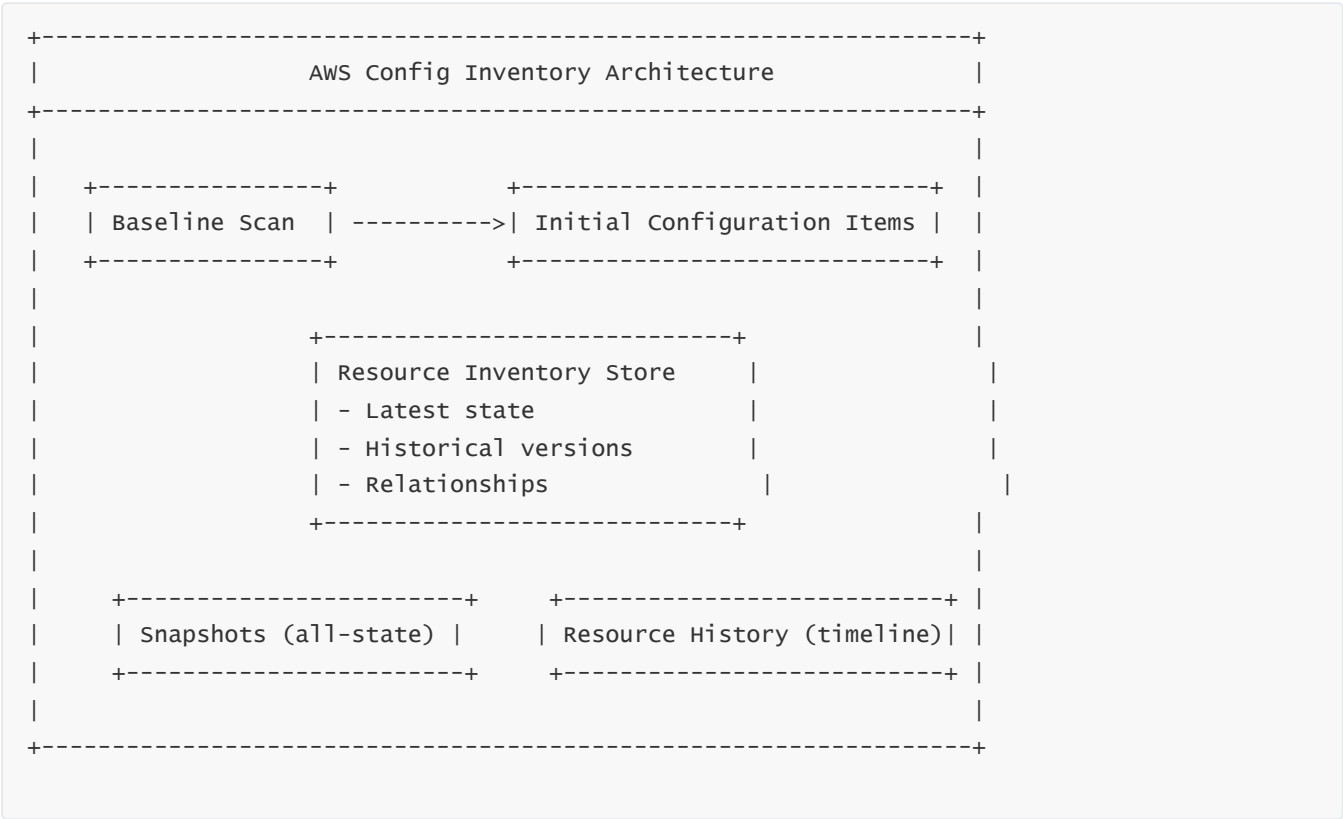 +------------------------------------------------------------------+
|                   AWS Config Inventory Architecture              |
+------------------------------------------------------------------+
|                                                                  |
|   +----------------+            +-----------------------------+  |
|   | Baseline Scan  | ---------->| Initial Configuration Items |  |
|   +----------------+            +-----------------------------+  |
|                                                                  |
|                   +-----------------------------+                |
|                   | Resource Inventory Store     |                |
|                   | - Latest state               |                |
|                   | - Historical versions        |                |
|                   | - Relationships               |                |
|                   +-----------------------------+                |
|                                                                  |
|     +------------------------+     +---------------------------+ |
|     | Snapshots (all-state) |     | Resource History (timeline)| |
|     +------------------------+     +---------------------------+ |
|                                                                  |
+------------------------------------------------------------------+